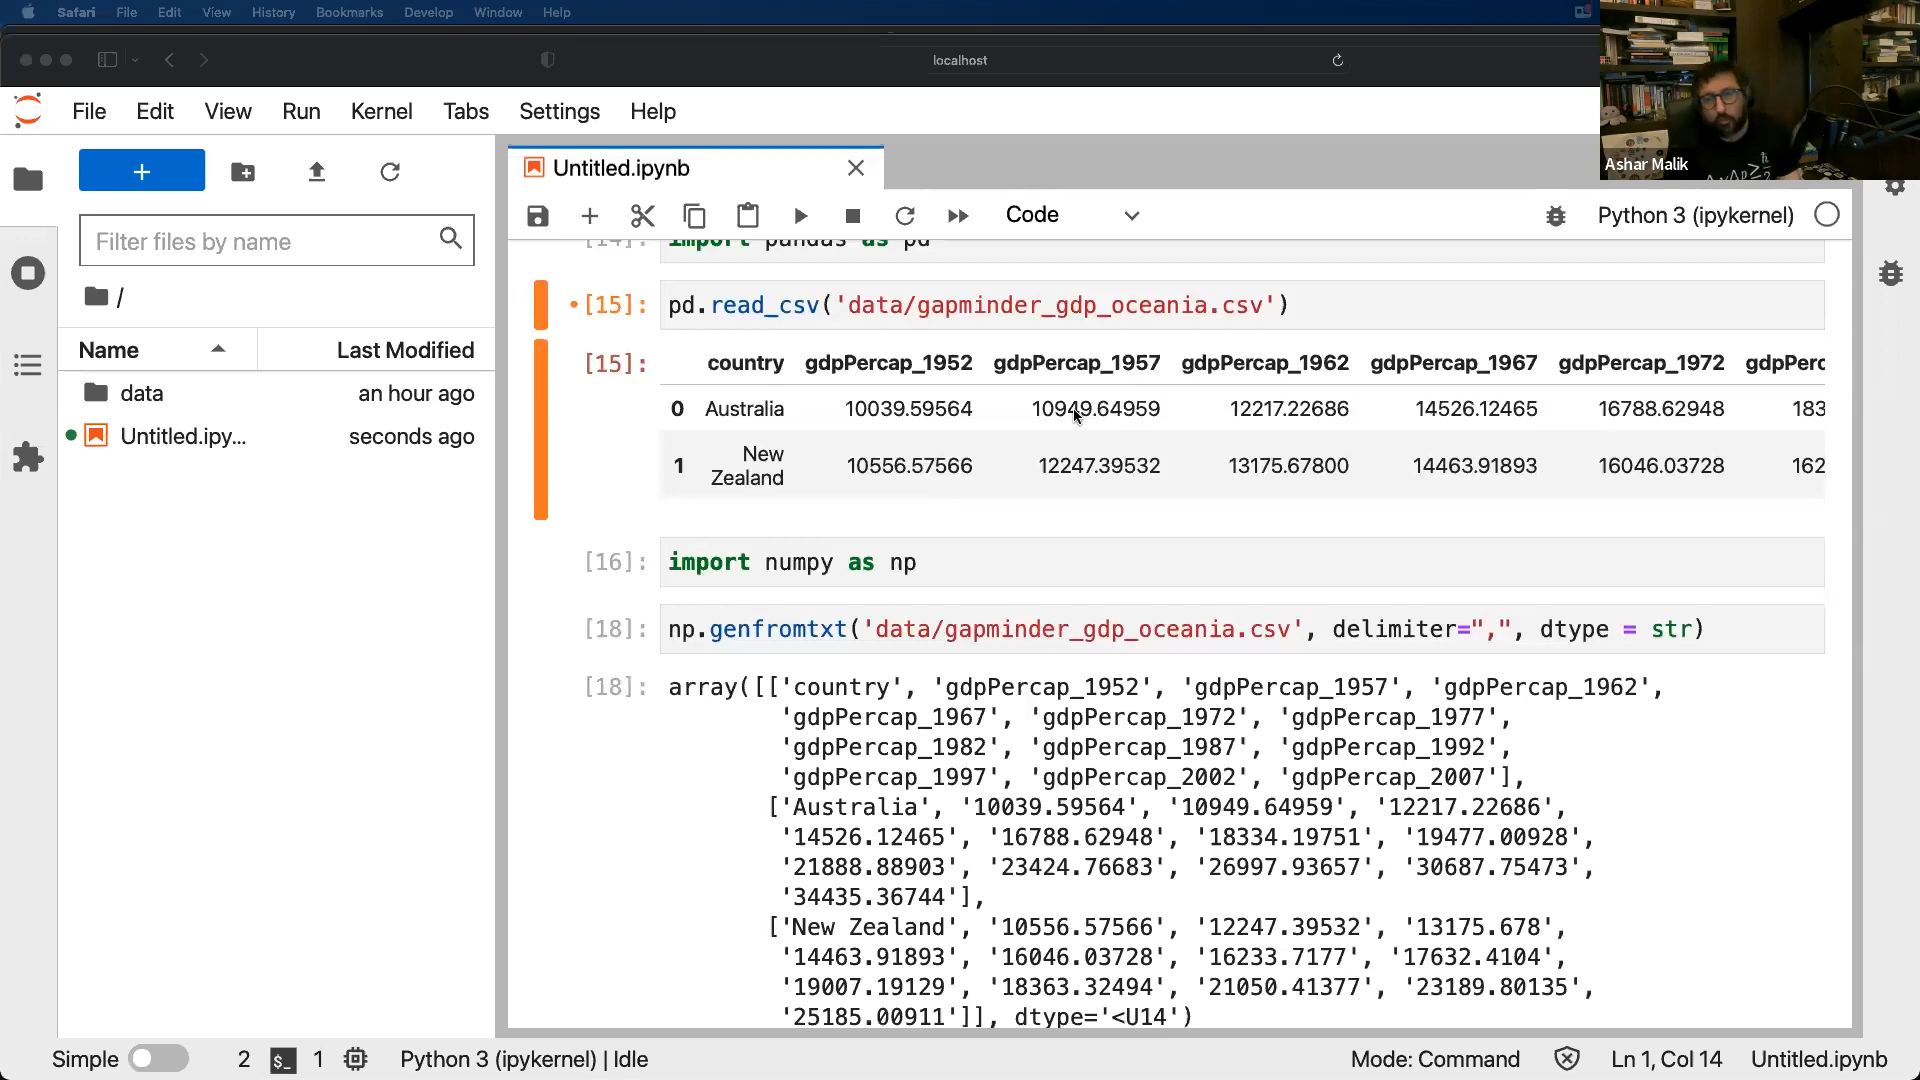 Safari File Edit View History Bookmarks Develop Window Help
localhost
File Edit View Run Kernel Tabs Settings Help
Ashar Malik
Untitled.ipynb
Code
Python 3 (ipykernel)
Filter files by name
/
Name Last Modified
data an hour ago
Untitled.ipy... seconds ago
[14]: import pandas as pd
[15]: pd.read_csv('data/gapminder_gdp_oceania.csv')
[15]: country gdpPercap_1952 gdpPercap_1957 gdpPercap_1962 gdpPercap_1967 gdpPercap_1972 gdpPerc
0 Australia 10039.59564 10949.64959 12217.22686 14526.12465 16788.62948 183
1 New Zealand 10556.57566 12247.39532 13175.67800 14463.91893 16046.03728 162
[16]: import numpy as np
[18]: np.genfromtxt('data/gapminder_gdp_oceania.csv', delimiter=",", dtype = str)
[18]: array([['country', 'gdpPercap_1952', 'gdpPercap_1957', 'gdpPercap_1962',
'gdpPercap_1967', 'gdpPercap_1972', 'gdpPercap_1977',
'gdpPercap_1982', 'gdpPercap_1987', 'gdpPercap_1992',
'gdpPercap_1997', 'gdpPercap_2002', 'gdpPercap_2007'],
['Australia', '10039.59564', '10949.64959', '12217.22686',
'14526.12465', '16788.62948', '18334.19751', '19477.00928',
'21888.88903', '23424.76683', '26997.93657', '30687.75473',
'34435.36744'],
['New Zealand', '10556.57566', '12247.39532', '13175.678',
'14463.91893', '16046.03728', '16233.7177', '17632.4104',
'19007.19129', '18363.32494', '21050.41377', '23189.80135',
'25185.00911']], dtype='<U14')
Simple 2 $_ 1 Python 3 (ipykernel) | Idle Mode: Command Ln 1, Col 14 Untitled.ipynb